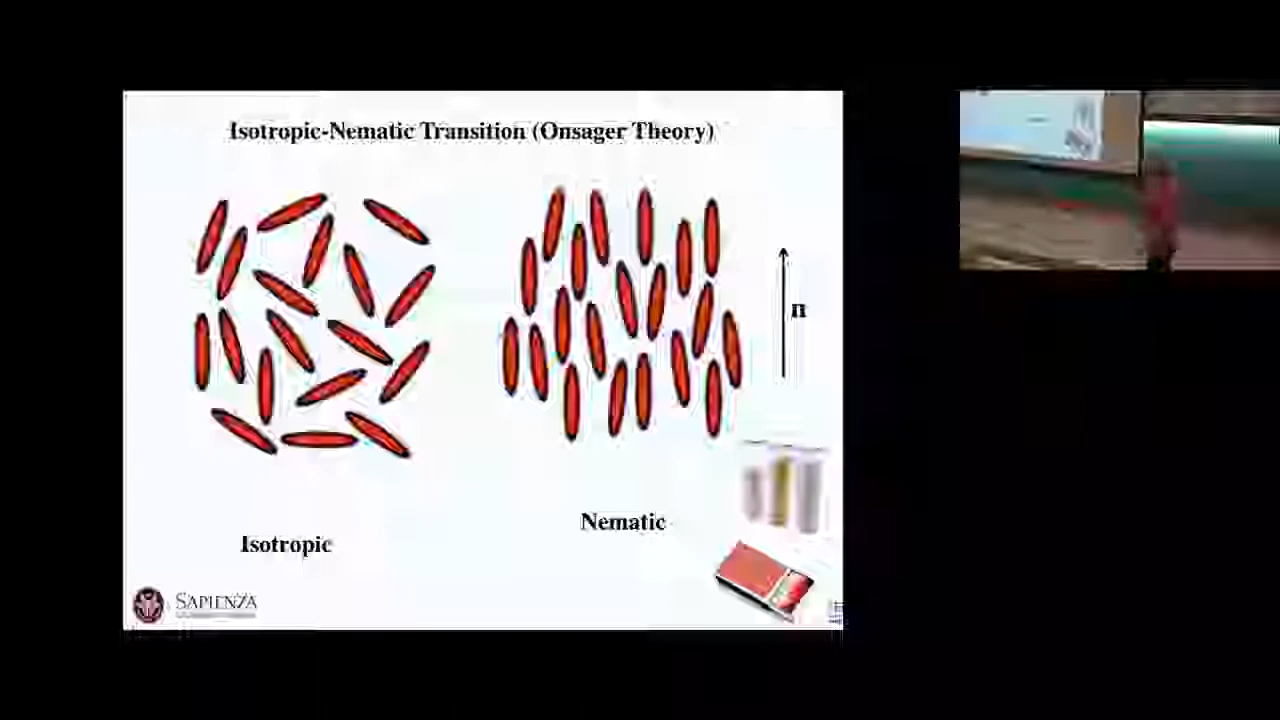 Isotropic-Nematic Transition (Onsager Theory)
n
Nematic
Isotropic
SAPIENZA